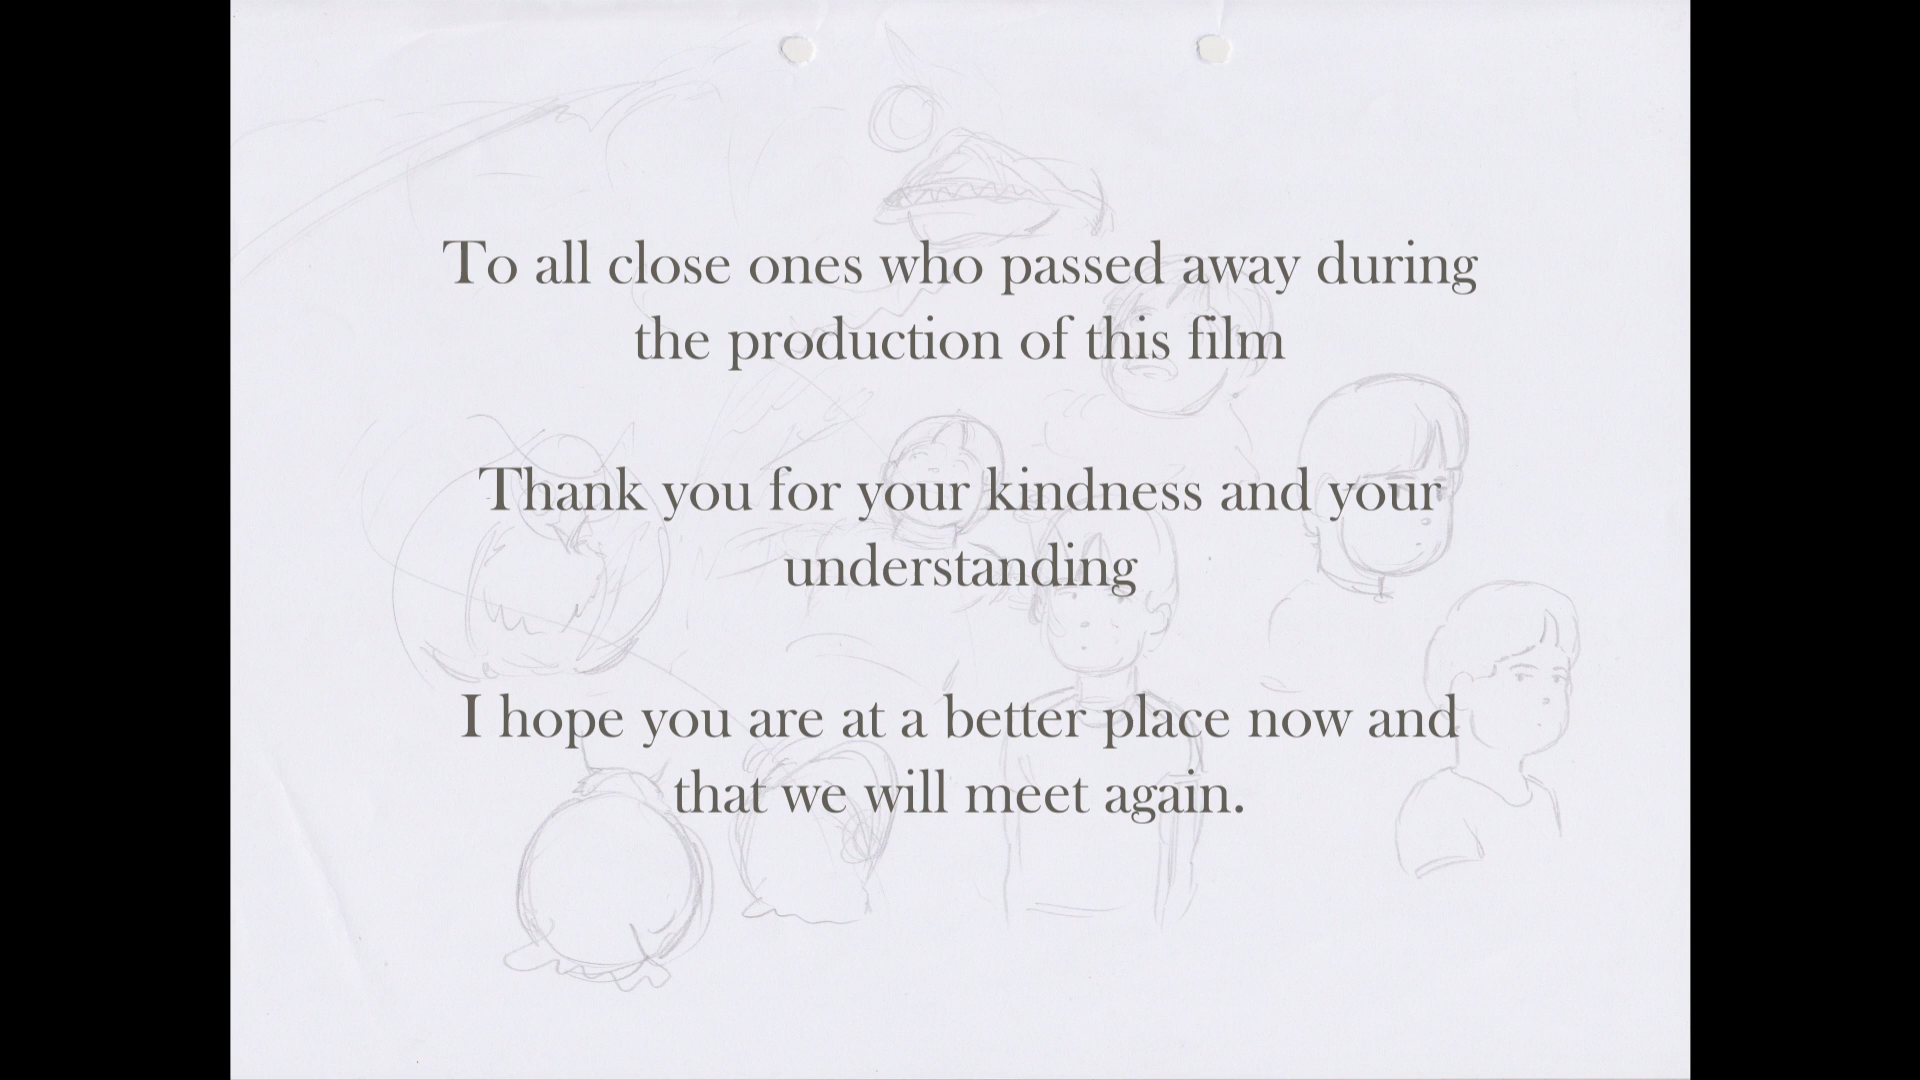 To all close ones who passed away during
the production of this film
Thank you for your kindness and your
understanding
I hope you are at a better place now and
that we will meet again.